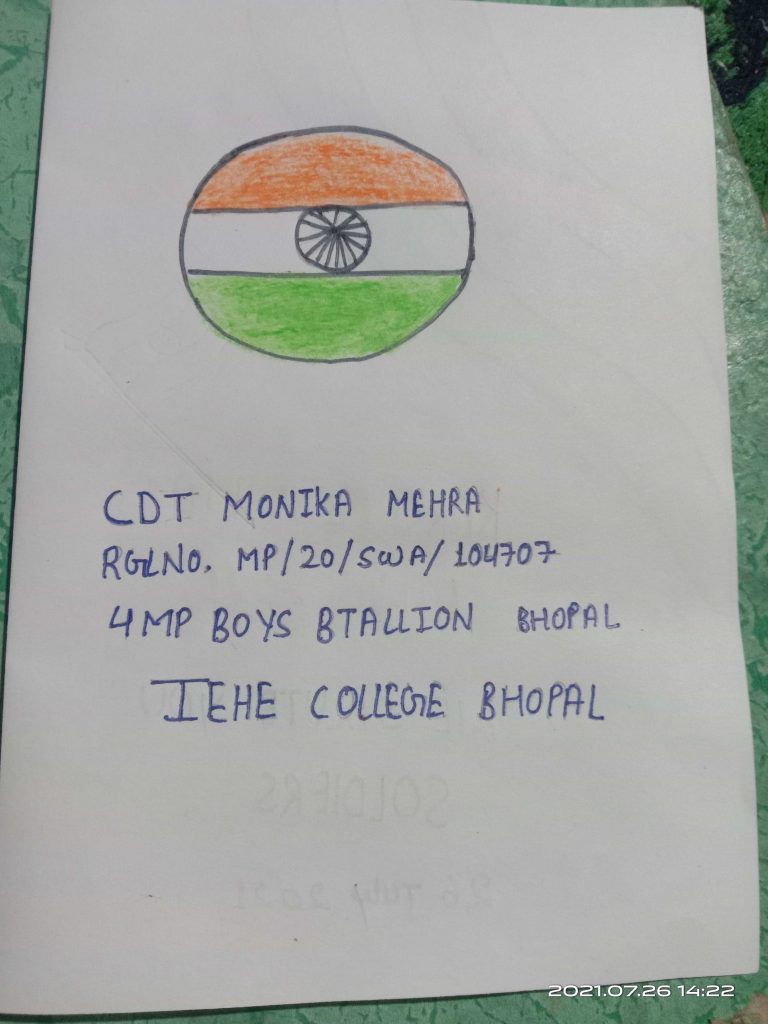 CDT MONIKA MEHRA
RGLNO. MP/20/SWA/104707
4MP BOYS BTALLION BHOPAL
IEHE COLLEGE BHOPAL
SOLDIERS
26 July 2021
2021.07.26 14:22